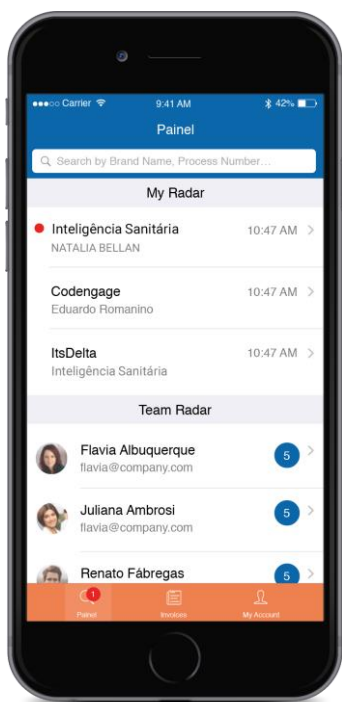 Carrier 9:41 AM 42%
Painel
Search by Brand Name, Process Number...
My Radar
Inteligência Sanitária 10:47 AM
NATALIA BELLAN
Codengage 10:47 AM
Eduardo Romanino
ItsDelta 10:47 AM
Inteligência Sanitária
Team Radar
Flavia Albuquerque 5
flavia@company.com
Juliana Ambrosi 5
flavia@company.com
Renato Fábregas 5
1
Painel Invoices My Account